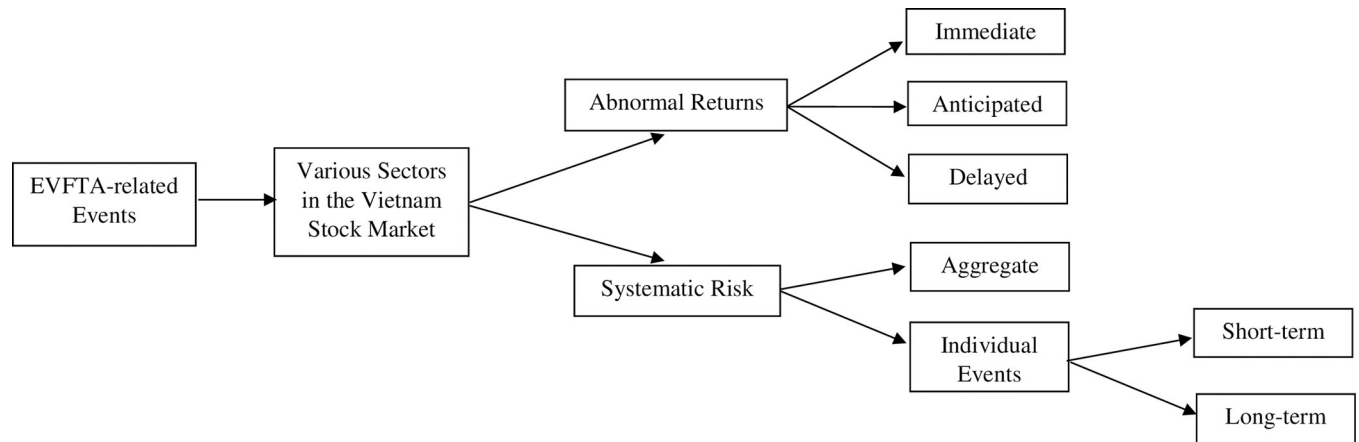 EVFTA-related
Events
Various Sectors
in the Vietnam
Stock Market
Abnormal Returns
Systematic Risk
Immediate
Anticipated
Delayed
Aggregate
Individual
Events
Short-term
Long-term